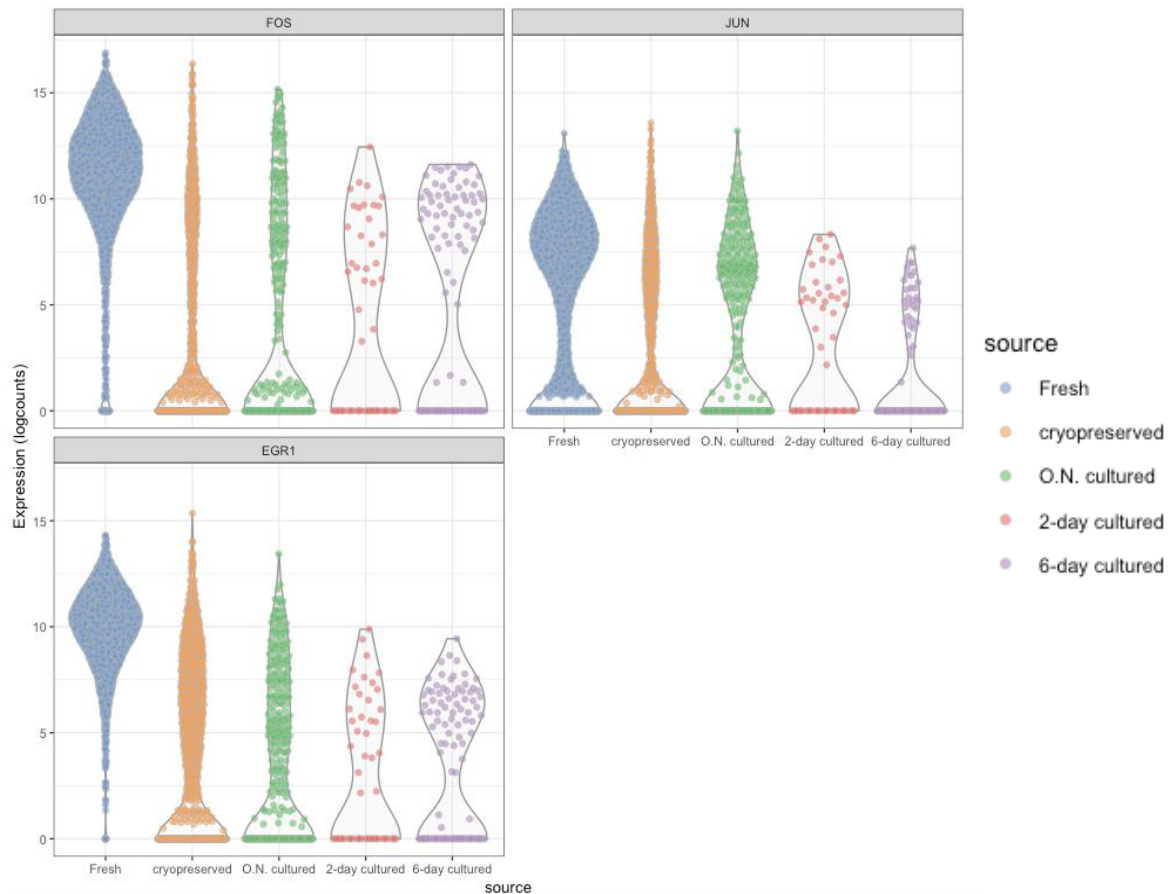 FOS
JUN
15
10
5
0
Fresh
cryopreserved
O.N. cultured
2-day cultured
6-day cultured
EGR1
15
10
5
0
Fresh
cryopreserved
O.N. cultured
2-day cultured
6-day cultured
source
Expression (logcounts)
source
Fresh
cryopreserved
O.N. cultured
2-day cultured
6-day cultured